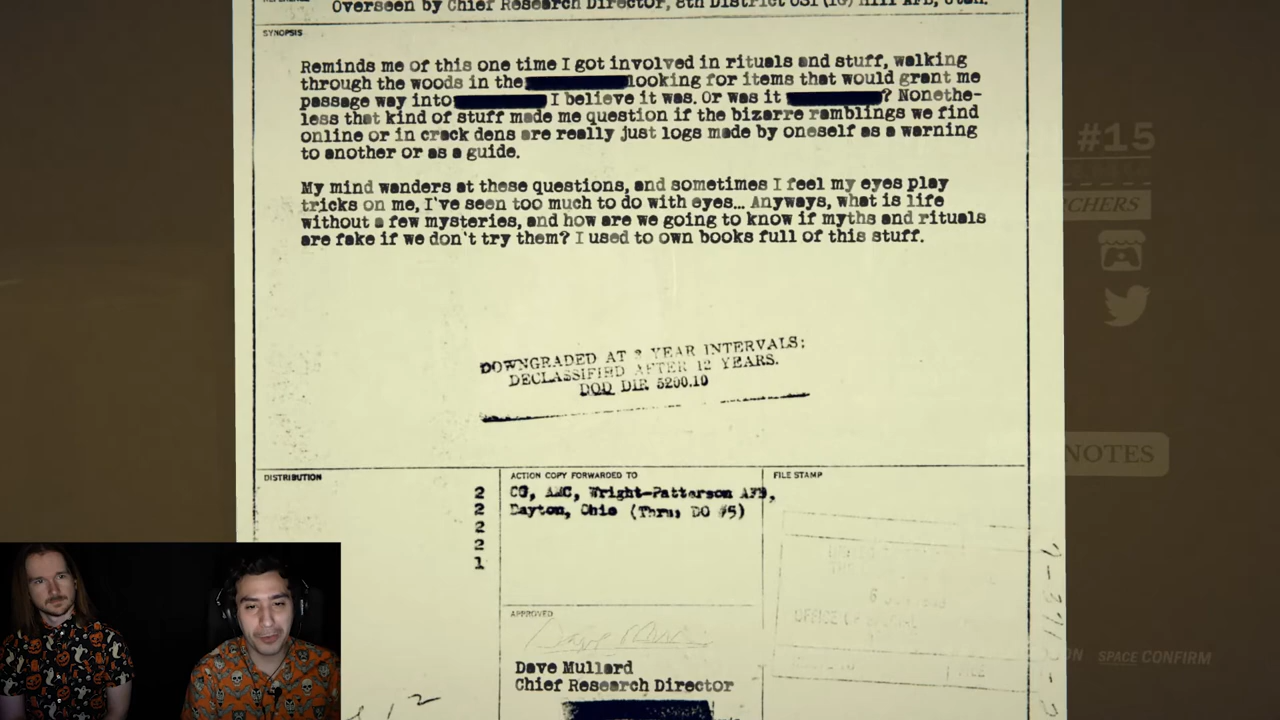 Overseen by Chief Research Director, 8th District OSI (IG) Hill AFB, Utah.
SYNOPSIS
Reminds me of this one time I got involved in rituals and stuff, walking
through the woods in the looking for items that would grant me
passage way into I believe it was. Or was it ? Nonethe-
less that kind of stuff made me question if the bizarre ramblings we find
online or in crack dens are really just logs made by oneself as a warning
to another or as a guide.
My mind wanders at these questions, and sometimes I feel my eyes play
tricks on me, I've seen too much to do with eyes... Anyways, what is life
without a few mysteries, and how are we going to know if myths and rituals
are fake if we don't try them? I used to own books full of this stuff.
#15
CHERS
DOWNGRADED AT 3 YEAR INTERVALS;
DECLASSIFIED AFTER 12 YEARS.
DOD DIR 5200.10
NOTES
DISTRIBUTION
2
2
2
2
1
ACTION COPY FORWARDED TO
CG, AMC, Wright-Patterson AFB,
Dayton, Ohio (Thru: DO #5)
FILE STAMP
APPROVED
Dave Mullard
Chief Research Director
SPACE CONFIRM